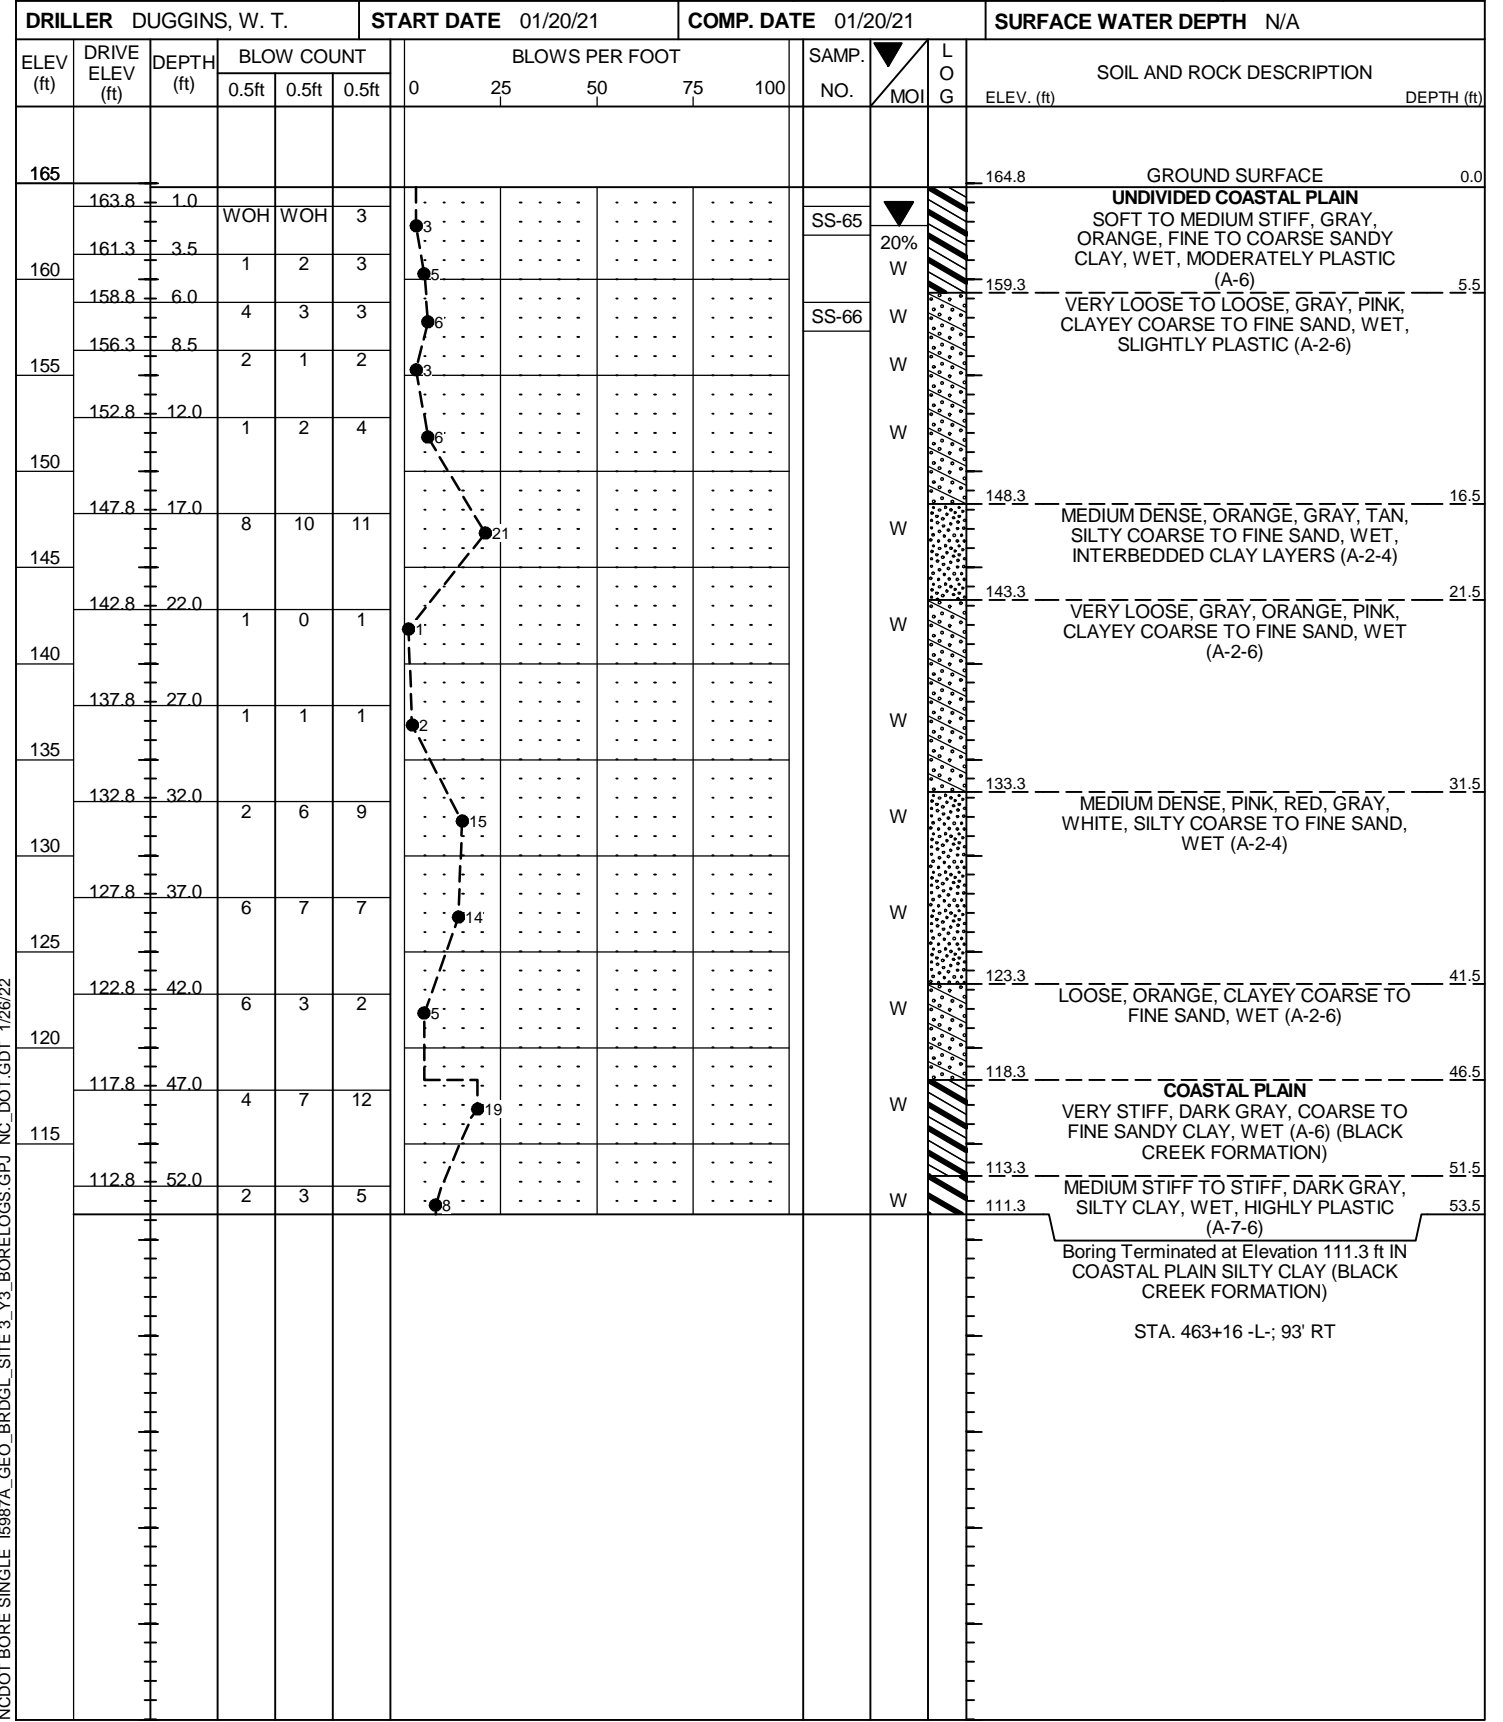 DRILLER DUGGINS, W. T. START DATE 01/20/21 COMP. DATE 01/20/21 SURFACE WATER DEPTH N/A
ELEV (ft) DRIVE ELEV (ft) DEPTH (ft) BLOW COUNT BLOWS PER FOOT SAMP. NO. MOI LOG SOIL AND ROCK DESCRIPTION
0.5ft 0.5ft 0.5ft 0 25 50 75 100 ELEV. (ft) DEPTH (ft)
165 164.8 GROUND SURFACE 0.0
163.8 1.0 UNDIVIDED COASTAL PLAIN
WOH WOH 3 3 SS-65 SOFT TO MEDIUM STIFF, GRAY,
161.3 3.5 20% ORANGE, FINE TO COARSE SANDY
160 1 2 3 5 W CLAY, WET, MODERATELY PLASTIC
159.3 (A-6) 5.5
158.8 6.0 VERY LOOSE TO LOOSE, GRAY, PINK,
4 3 3 6 SS-66 W CLAYEY COARSE TO FINE SAND, WET,
156.3 8.5 SLIGHTLY PLASTIC (A-2-6)
155 2 1 2 3 W
152.8 12.0
1 2 4 6 W
150
148.3 16.5
147.8 17.0 MEDIUM DENSE, ORANGE, GRAY, TAN,
8 10 11 21 W SILTY COARSE TO FINE SAND, WET,
145 INTERBEDDED CLAY LAYERS (A-2-4)
143.3 21.5
142.8 22.0 VERY LOOSE, GRAY, ORANGE, PINK,
1 0 1 1 W CLAYEY COARSE TO FINE SAND, WET
140 (A-2-6)
137.8 27.0
1 1 1 2 W
135
133.3 31.5
132.8 32.0 MEDIUM DENSE, PINK, RED, GRAY,
2 6 9 15 W WHITE, SILTY COARSE TO FINE SAND,
130 WET (A-2-4)
127.8 37.0
6 7 7 14 W
125
123.3 41.5
122.8 42.0 LOOSE, ORANGE, CLAYEY COARSE TO
6 3 2 5 W FINE SAND, WET (A-2-6)
120
118.3 46.5
117.8 47.0 COASTAL PLAIN
4 7 12 19 W VERY STIFF, DARK GRAY, COARSE TO
115 FINE SANDY CLAY, WET (A-6) (BLACK
CREEK FORMATION)
113.3 51.5
112.8 52.0 MEDIUM STIFF TO STIFF, DARK GRAY,
2 3 5 8 W 111.3 SILTY CLAY, WET, HIGHLY PLASTIC 53.5
(A-7-6)
Boring Terminated at Elevation 111.3 ft IN
COASTAL PLAIN SILTY CLAY (BLACK
CREEK FORMATION)
STA. 463+16 -L-; 93' RT
NCDOT BORE SINGLE I5987A_GEO_BRDGL_SITE 3_Y3_BORELOGS.GPJ NC_DOT.GDT 1/26/22